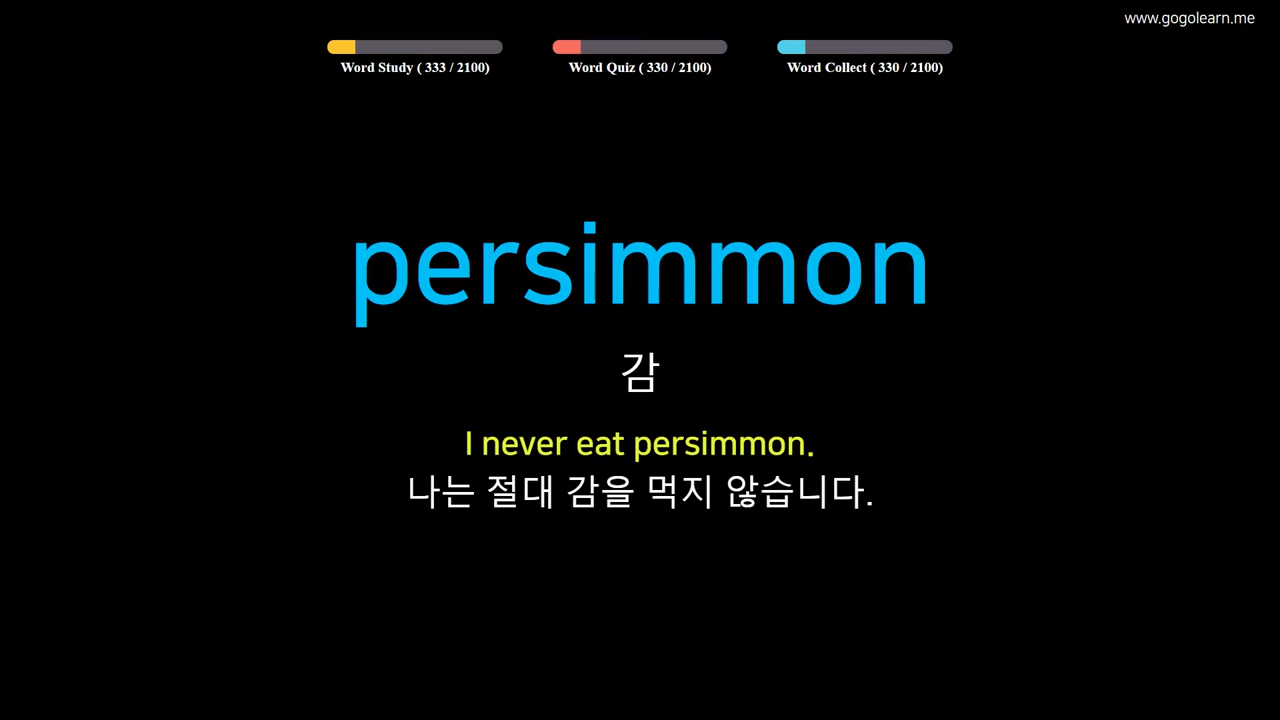 www.gogolearn.me
Word Study ( 333 / 2100)
Word Quiz ( 330 / 2100)
Word Collect ( 330 / 2100)
persimmon
감
I never eat persimmon.
나는 절대 감을 먹지 않습니다.